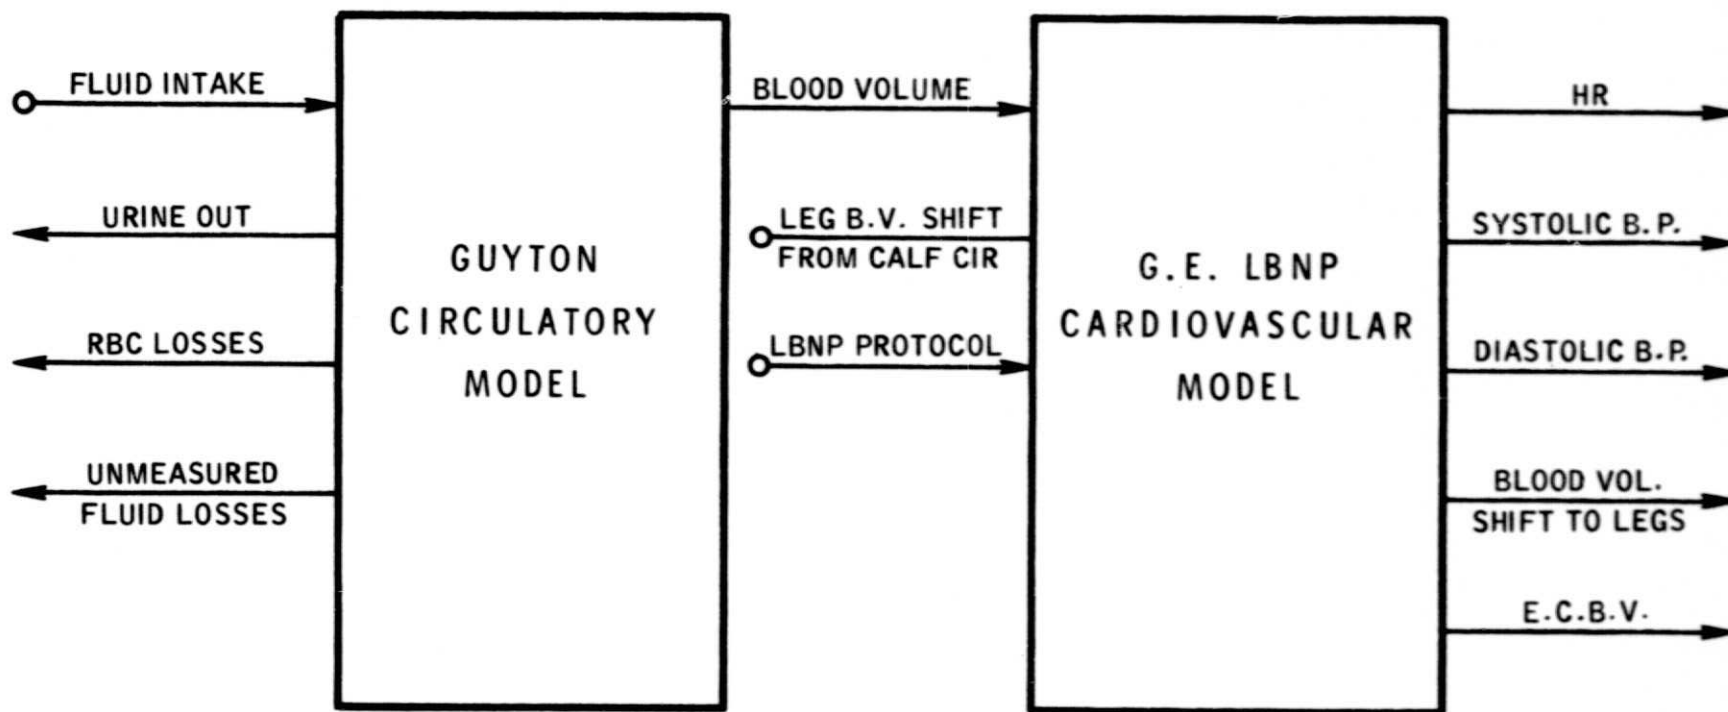 FLUID INTAKE
URINE OUT
RBC LOSSES
UNMEASURED
FLUID LOSSES
GUYTON
CIRCULATORY
MODEL
BLOOD VOLUME
LEG B.V. SHIFT
FROM CALF CIR
LBNP PROTOCOL
G.E. LBNP
CARDIOVASCULAR
MODEL
HR
SYSTOLIC B.P.
DIASTOLIC B.P.
BLOOD VOL.
SHIFT TO LEGS
E.C.B.V.